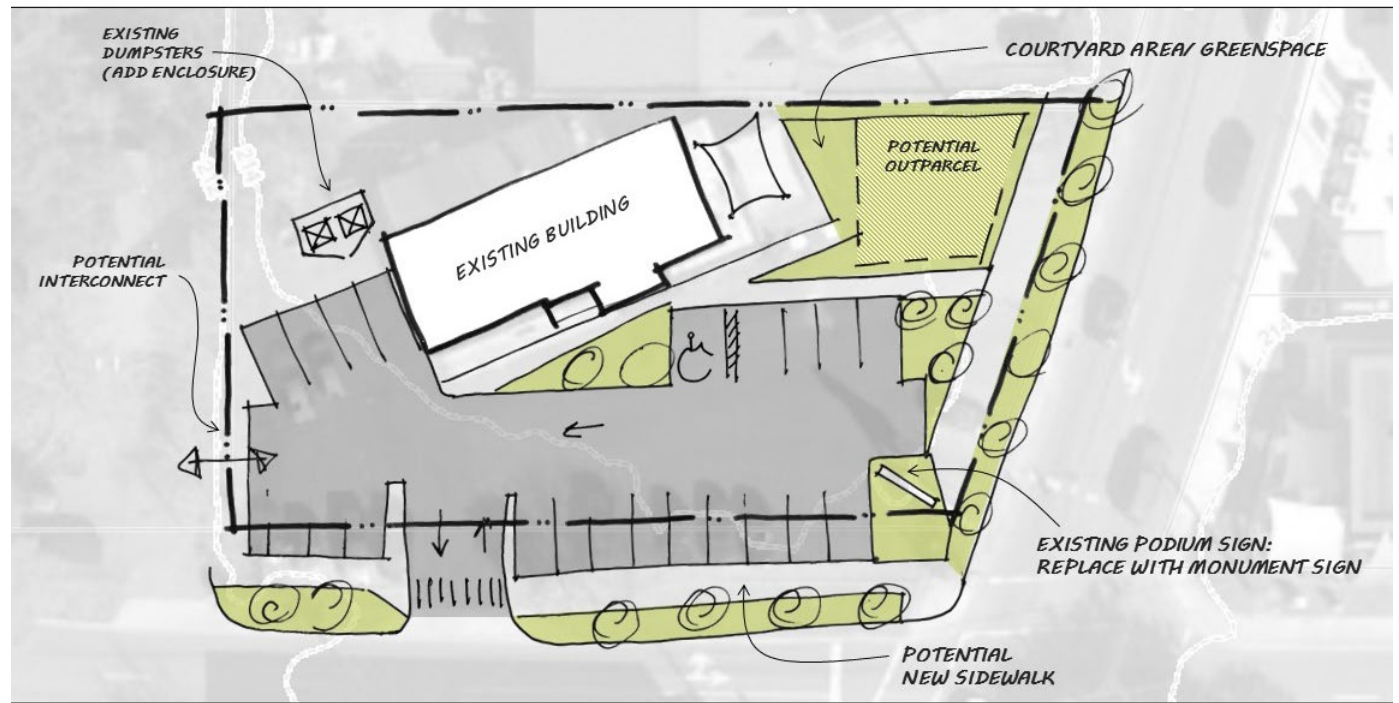 EXISTING
DUMPSTERS
(ADD ENCLOSURE)
COURTYARD AREA/ GREENSPACE
POTENTIAL
OUTPARCEL
EXISTING BUILDING
POTENTIAL
INTERCONNECT
EXISTING PODIUM SIGN:
REPLACE WITH MONUMENT SIGN
POTENTIAL
NEW SIDEWALK